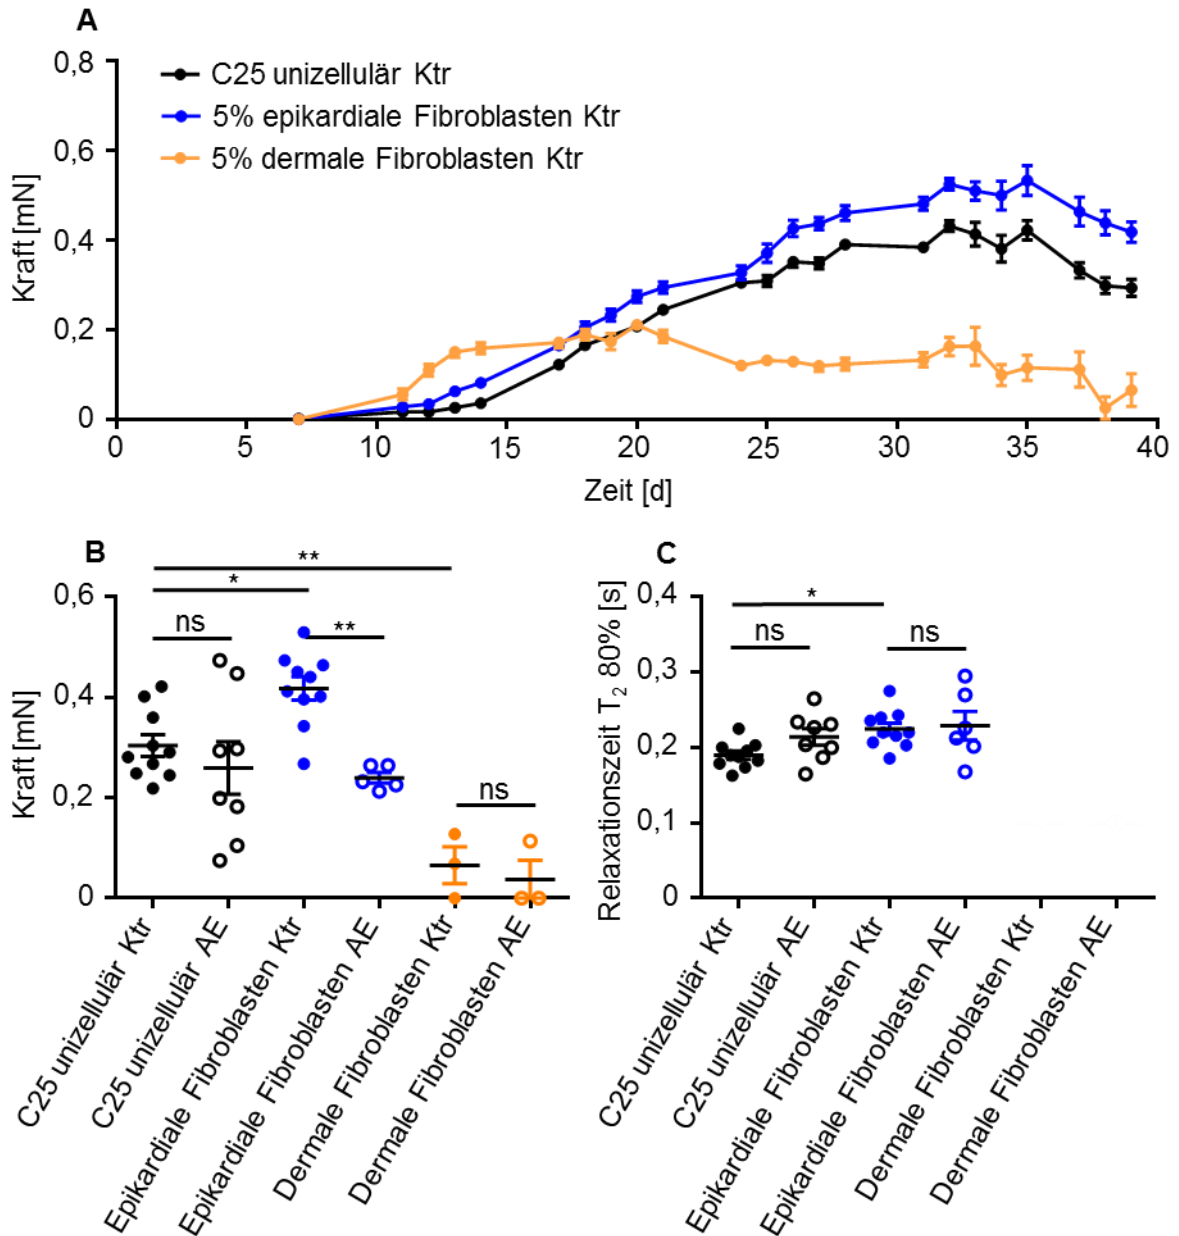 A
0,8
0,6
0,4
0,2
0
Kraft [mN]
C25 unizellulär Ktr
5% epikardiale Fibroblasten Ktr
5% dermale Fibroblasten Ktr
0 5 10 15 20 25 30 35 40
Zeit [d]
B
0,6
0,4
0,2
0
Kraft [mN]
**
*
ns
**
ns
C25 unizellulär Ktr
C25 unizellulär AE
Epikardiale Fibroblasten Ktr
Epikardiale Fibroblasten AE
Dermale Fibroblasten Ktr
Dermale Fibroblasten AE
C
0,4
0,3
0,2
0,1
0
Relaxationszeit T2 80% [s]
*
ns
ns
C25 unizellulär Ktr
C25 unizellulär AE
Epikardiale Fibroblasten Ktr
Epikardiale Fibroblasten AE
Dermale Fibroblasten Ktr
Dermale Fibroblasten AE